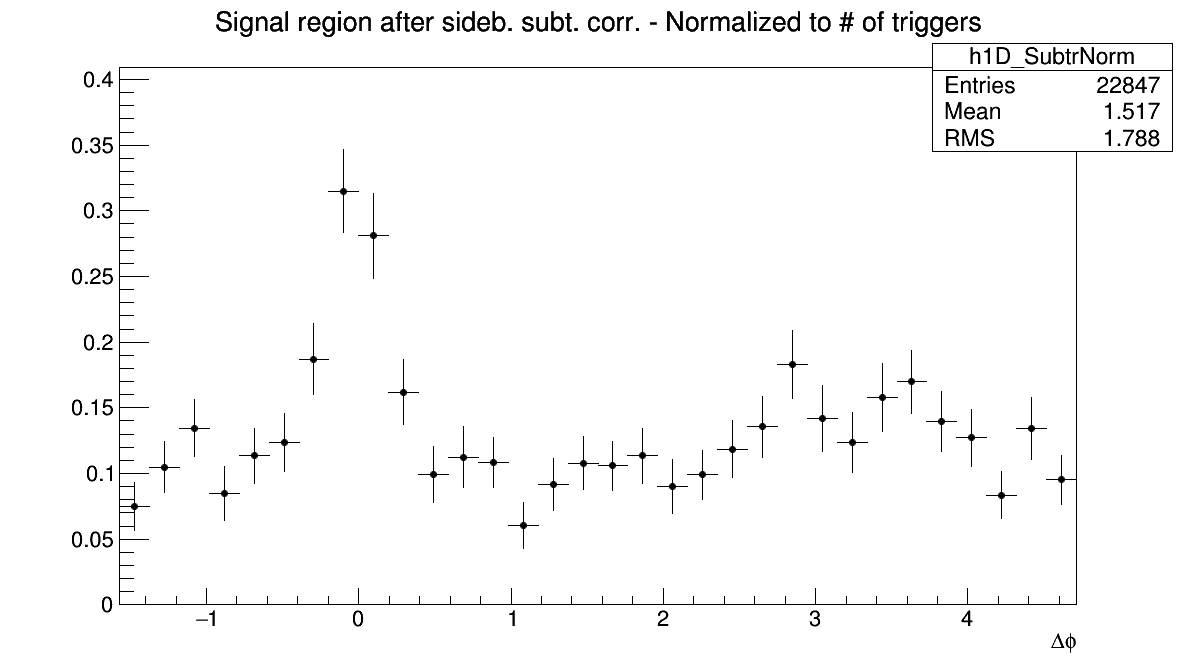 Signal region after sideb. subt. corr. - Normalized to # of triggers
h1D_SubtrNorm
Entries 22847
Mean 1.517
RMS 1.788
0.4
0.35
0.3
0.25
0.2
0.15
0.1
0.05
0
−1 0 1 2 3 4
Δϕ